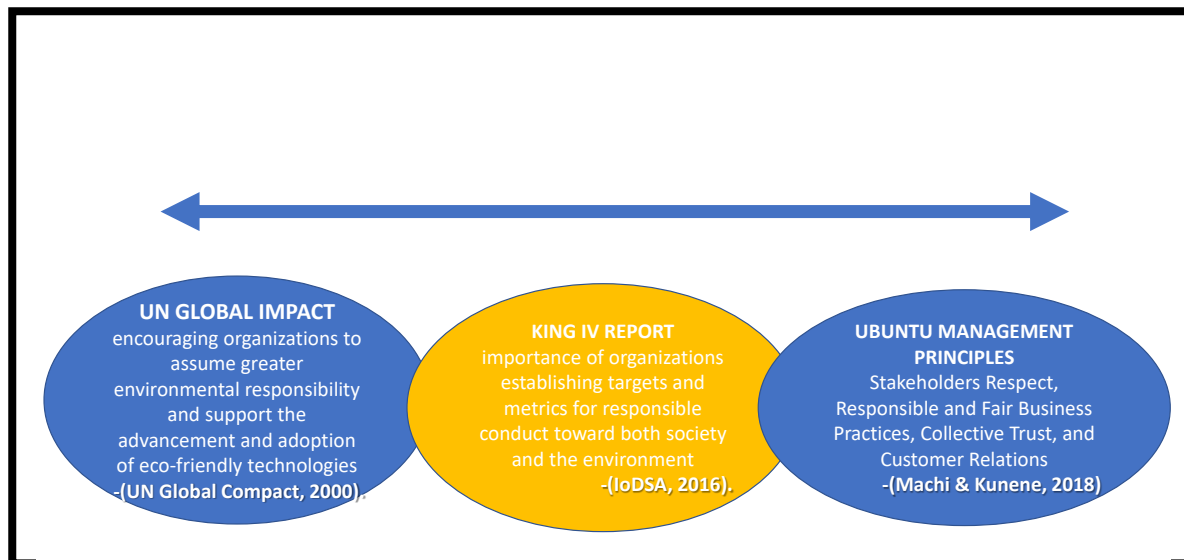 UN GLOBAL IMPACT
encouraging organizations to
assume greater
environmental responsibility
and support the
advancement and adoption
of eco-friendly technologies
-(UN Global Compact, 2000).
KING IV REPORT
importance of organizations
establishing targets and
metrics for responsible
conduct toward both society
and the environment
-(IoDSA, 2016).
UBUNTU MANAGEMENT
PRINCIPLES
Stakeholders Respect,
Responsible and Fair Business
Practices, Collective Trust, and
Customer Relations
-(Machi & Kunene, 2018)